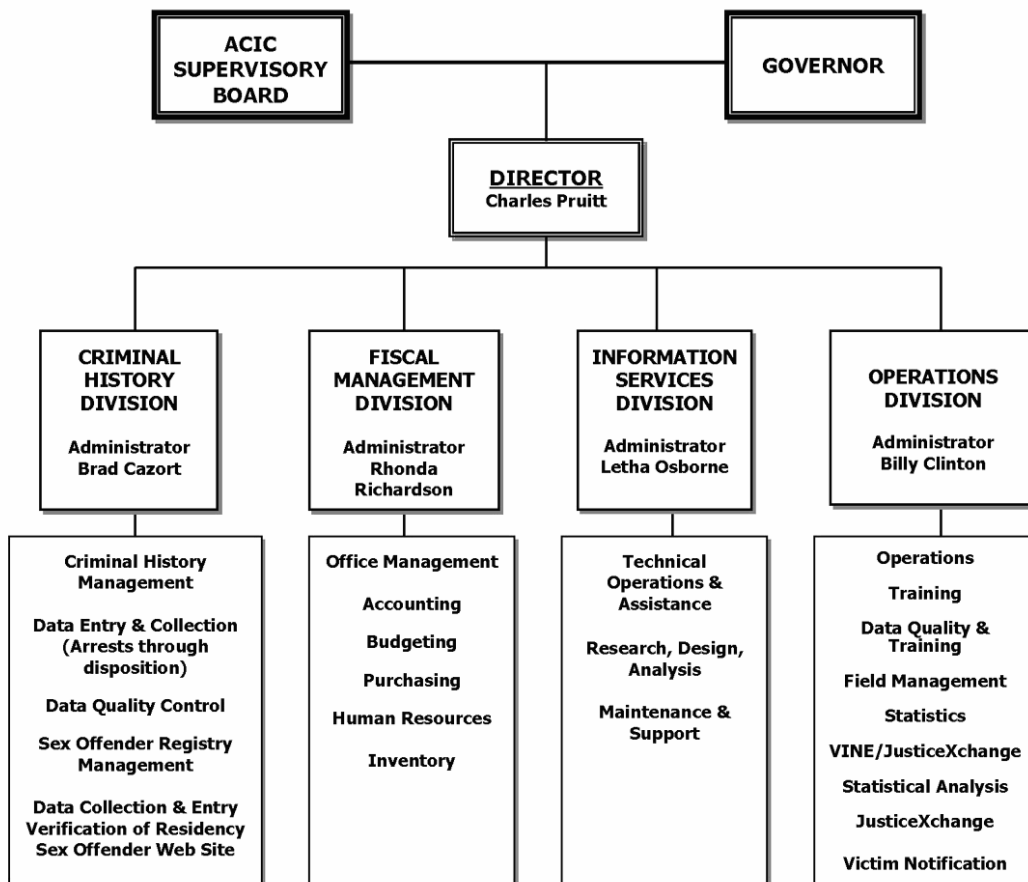 ACIC
SUPERVISORY
BOARD
GOVERNOR
DIRECTOR
Charles Pruitt
CRIMINAL
HISTORY
DIVISION
Administrator
Brad Cazort
FISCAL
MANAGEMENT
DIVISION
Administrator
Rhonda
Richardson
INFORMATION
SERVICES
DIVISION
Administrator
Letha Osborne
OPERATIONS
DIVISION
Administrator
Billy Clinton
Criminal History
Management
Data Entry & Collection
(Arrests through
disposition)
Data Quality Control
Sex Offender Registry
Management
Data Collection & Entry
Verification of Residency
Sex Offender Web Site
Office Management
Accounting
Budgeting
Purchasing
Human Resources
Inventory
Technical
Operations &
Assistance
Research, Design,
Analysis
Maintenance &
Support
Operations
Training
Data Quality &
Training
Field Management
Statistics
VINE/JusticeXchange
Statistical Analysis
JusticeXchange
Victim Notification